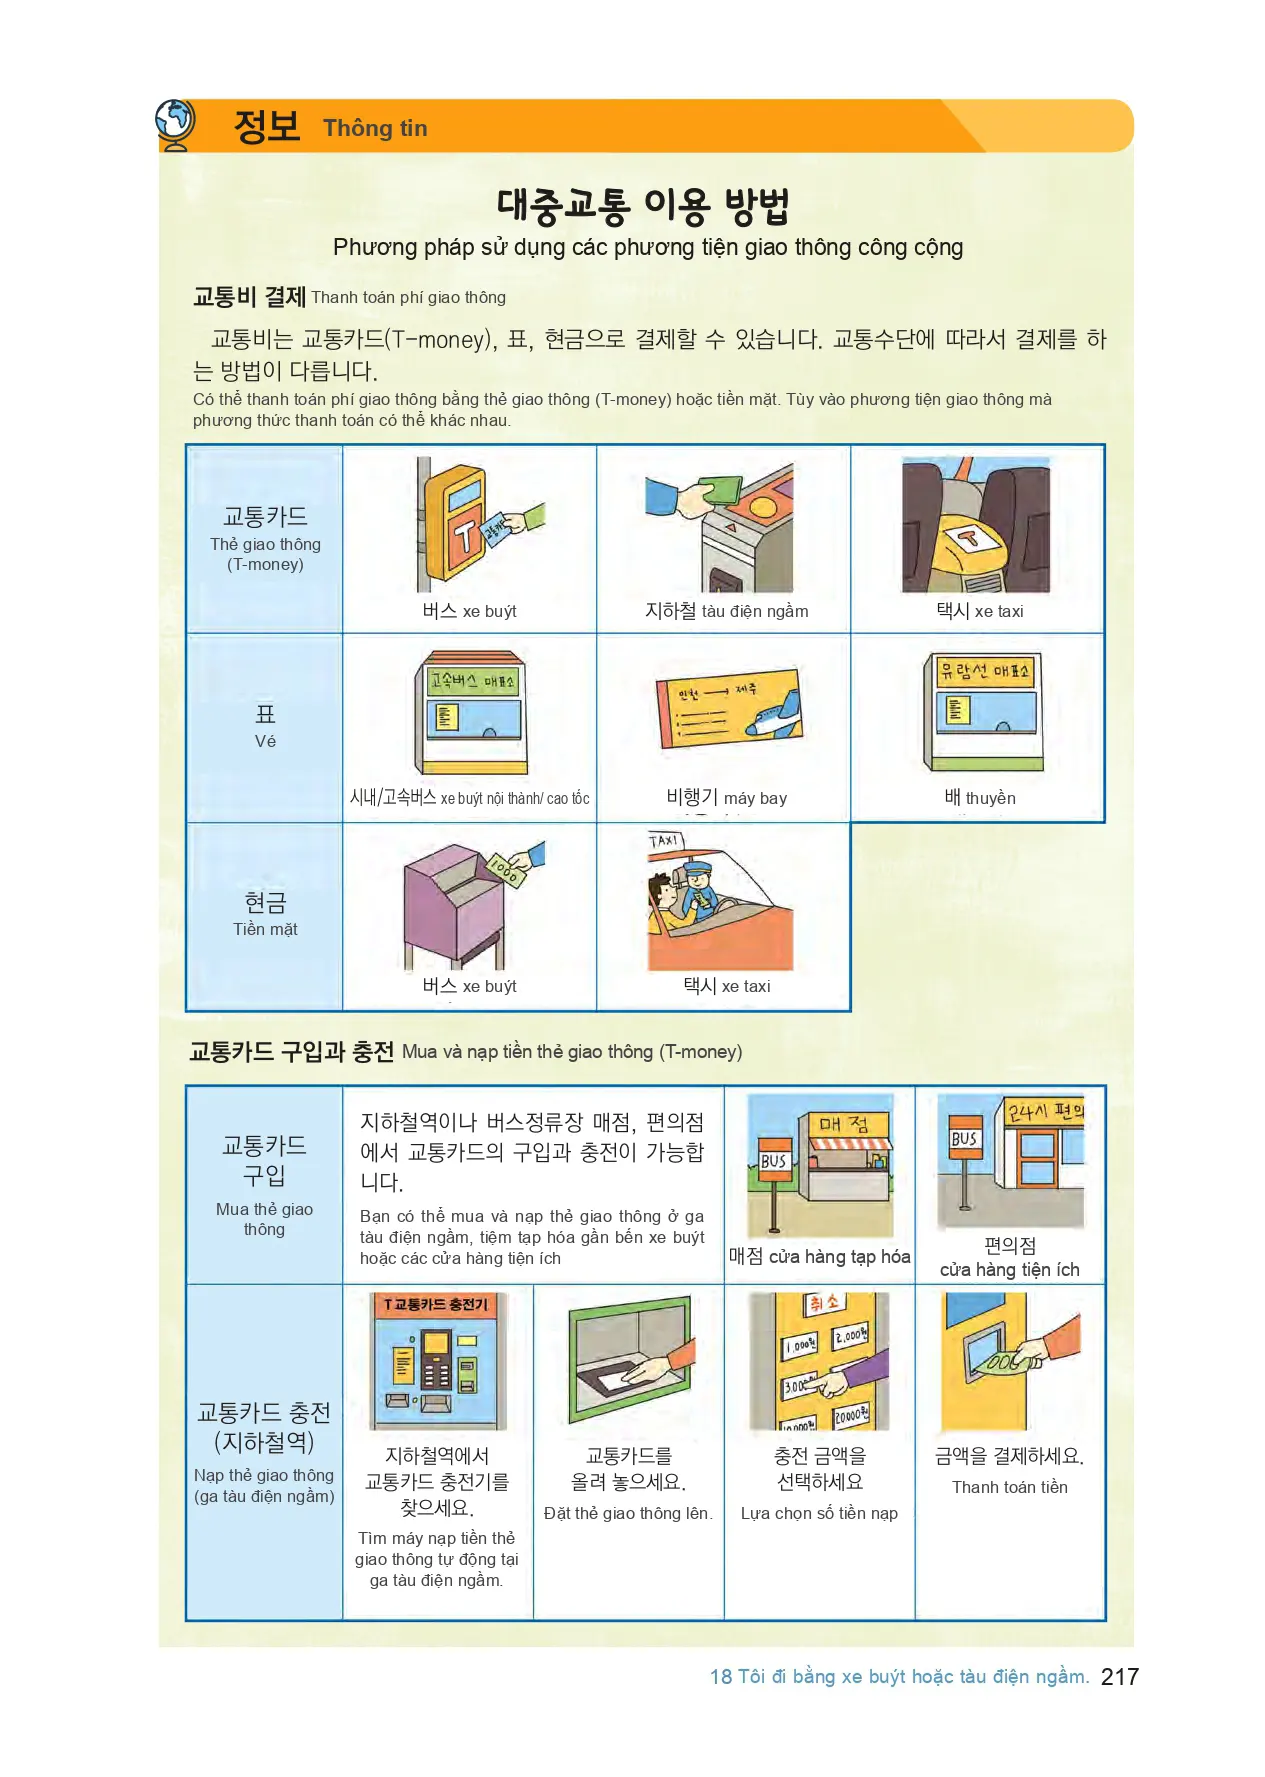 정보 Thông tin
대중교통 이용 방법
Phương pháp sử dụng các phương tiện giao thông công cộng
교통비 결제 Thanh toán phí giao thông
교통비는 교통카드(T-money), 표, 현금으로 결제할 수 있습니다. 교통수단에 따라서 결제를 하
는 방법이 다릅니다.
Có thể thanh toán phí giao thông bằng thẻ giao thông (T-money) hoặc tiền mặt. Tùy vào phương tiện giao thông mà
phương thức thanh toán có thể khác nhau.
교통카드
Thẻ giao thông
(T-money)
T
교통카드
버스 xe buýt
지하철 tàu điện ngầm
T
택시 xe taxi
표
Vé
고속버스 매표소
시내/고속버스 xe buýt nội thành/ cao tốc
인천 → 제주
비행기 máy bay
유람선 매표소
배 thuyền
현금
Tiền mặt
1000
버스 xe buýt
TAXI
택시 xe taxi
교통카드 구입과 충전 Mua và nạp tiền thẻ giao thông (T-money)
교통카드
구입
Mua thẻ giao
thông
지하철역이나 버스정류장 매점, 편의점
에서 교통카드의 구입과 충전이 가능합
니다.
Bạn có thể mua và nạp thẻ giao thông ở ga
tàu điện ngầm, tiệm tạp hóa gần bến xe buýt
hoặc các cửa hàng tiện ích
매점
BUS
매점 cửa hàng tạp hóa
24시 편의
BUS
편의점
cửa hàng tiện ích
교통카드 충전
(지하철역)
Nạp thẻ giao thông
(ga tàu điện ngầm)
T교통카드 충전기
지하철역에서
교통카드 충전기를
찾으세요.
Tìm máy nạp tiền thẻ
giao thông tự động tại
ga tàu điện ngầm.
교통카드를
올려 놓으세요.
Đặt thẻ giao thông lên.
취소
1,000원 2,000원
20000원
충전 금액을
선택하세요
Lựa chọn số tiền nạp
금액을 결제하세요.
Thanh toán tiền
18 Tôi đi bằng xe buýt hoặc tàu điện ngầm. 217